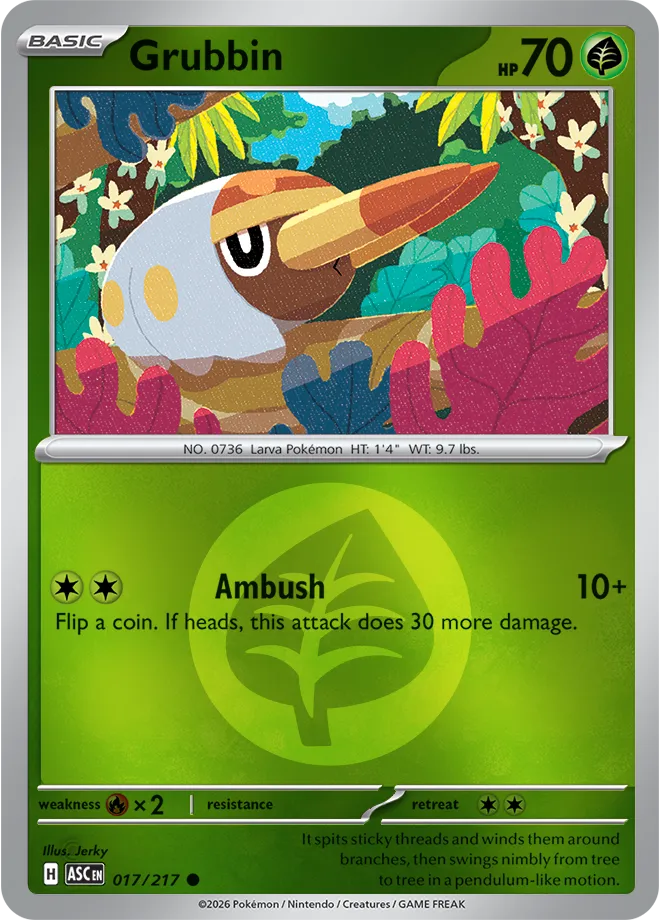 BASIC
Grubbin
HP 70
NO. 0736 Larva Pokémon HT: 1'4" WT: 9.7 lbs.
Ambush 10+
Flip a coin. If heads, this attack does 30 more damage.
weakness ×2 resistance retreat
Illus. Jerky
It spits sticky threads and winds them around
branches, then swings nimbly from tree
to tree in a pendulum-like motion.
H ASC EN 017/217
©2026 Pokémon / Nintendo / Creatures / GAME FREAK